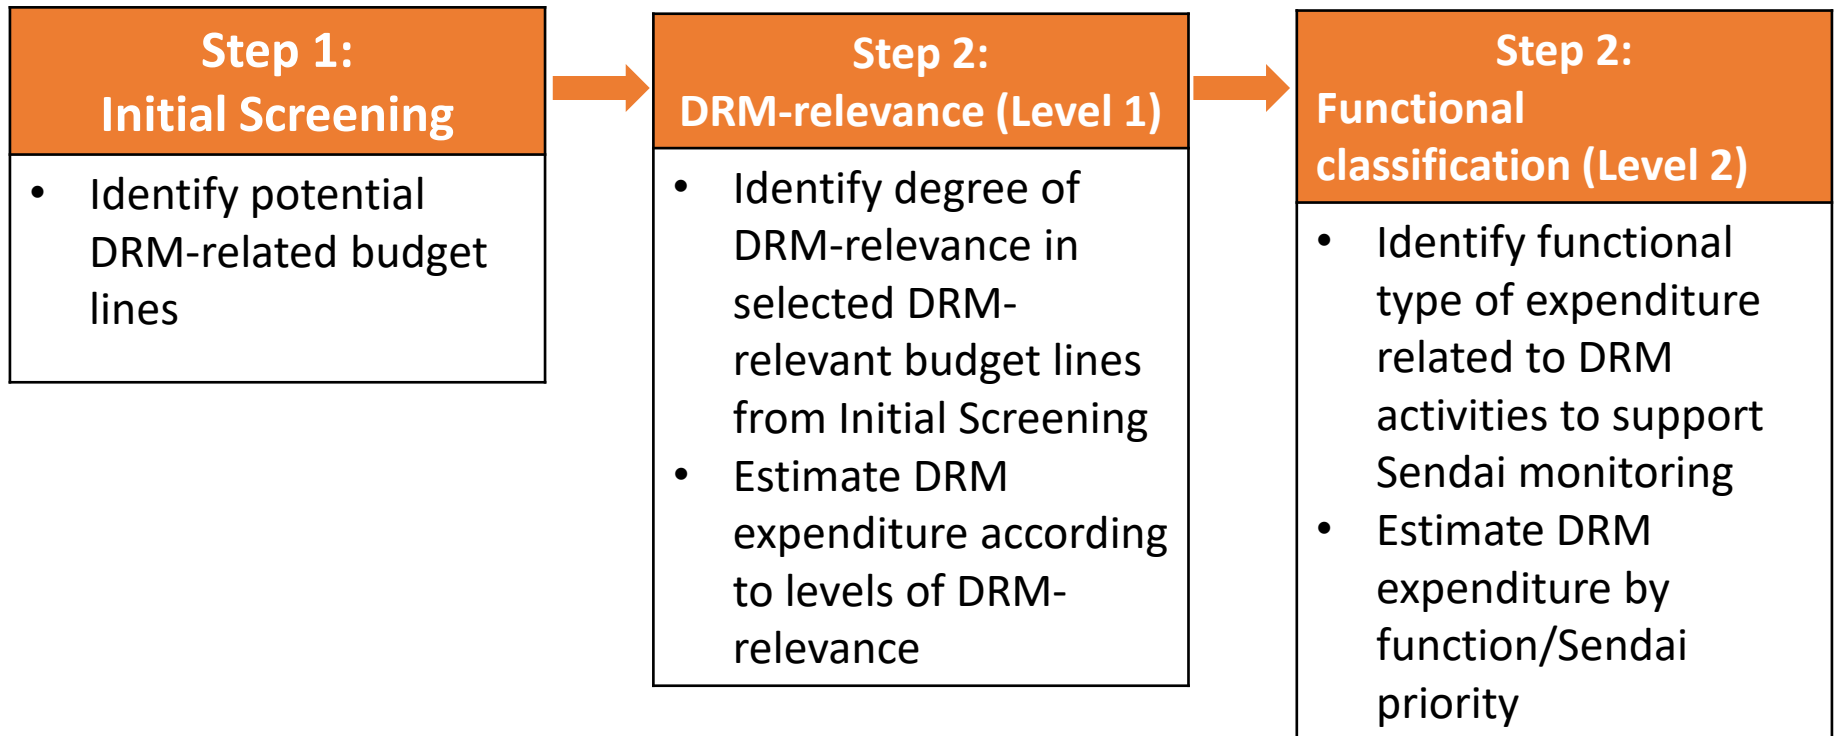 Step 1:
Initial Screening
• Identify potential
DRM-related budget
lines
Step 2:
DRM-relevance (Level 1)
• Identify degree of
DRM-relevance in
selected DRM-
relevant budget lines
from Initial Screening
• Estimate DRM
expenditure according
to levels of DRM-
relevance
Step 2:
Functional
classification (Level 2)
• Identify functional
type of expenditure
related to DRM
activities to support
Sendai monitoring
• Estimate DRM
expenditure by
function/Sendai
priority